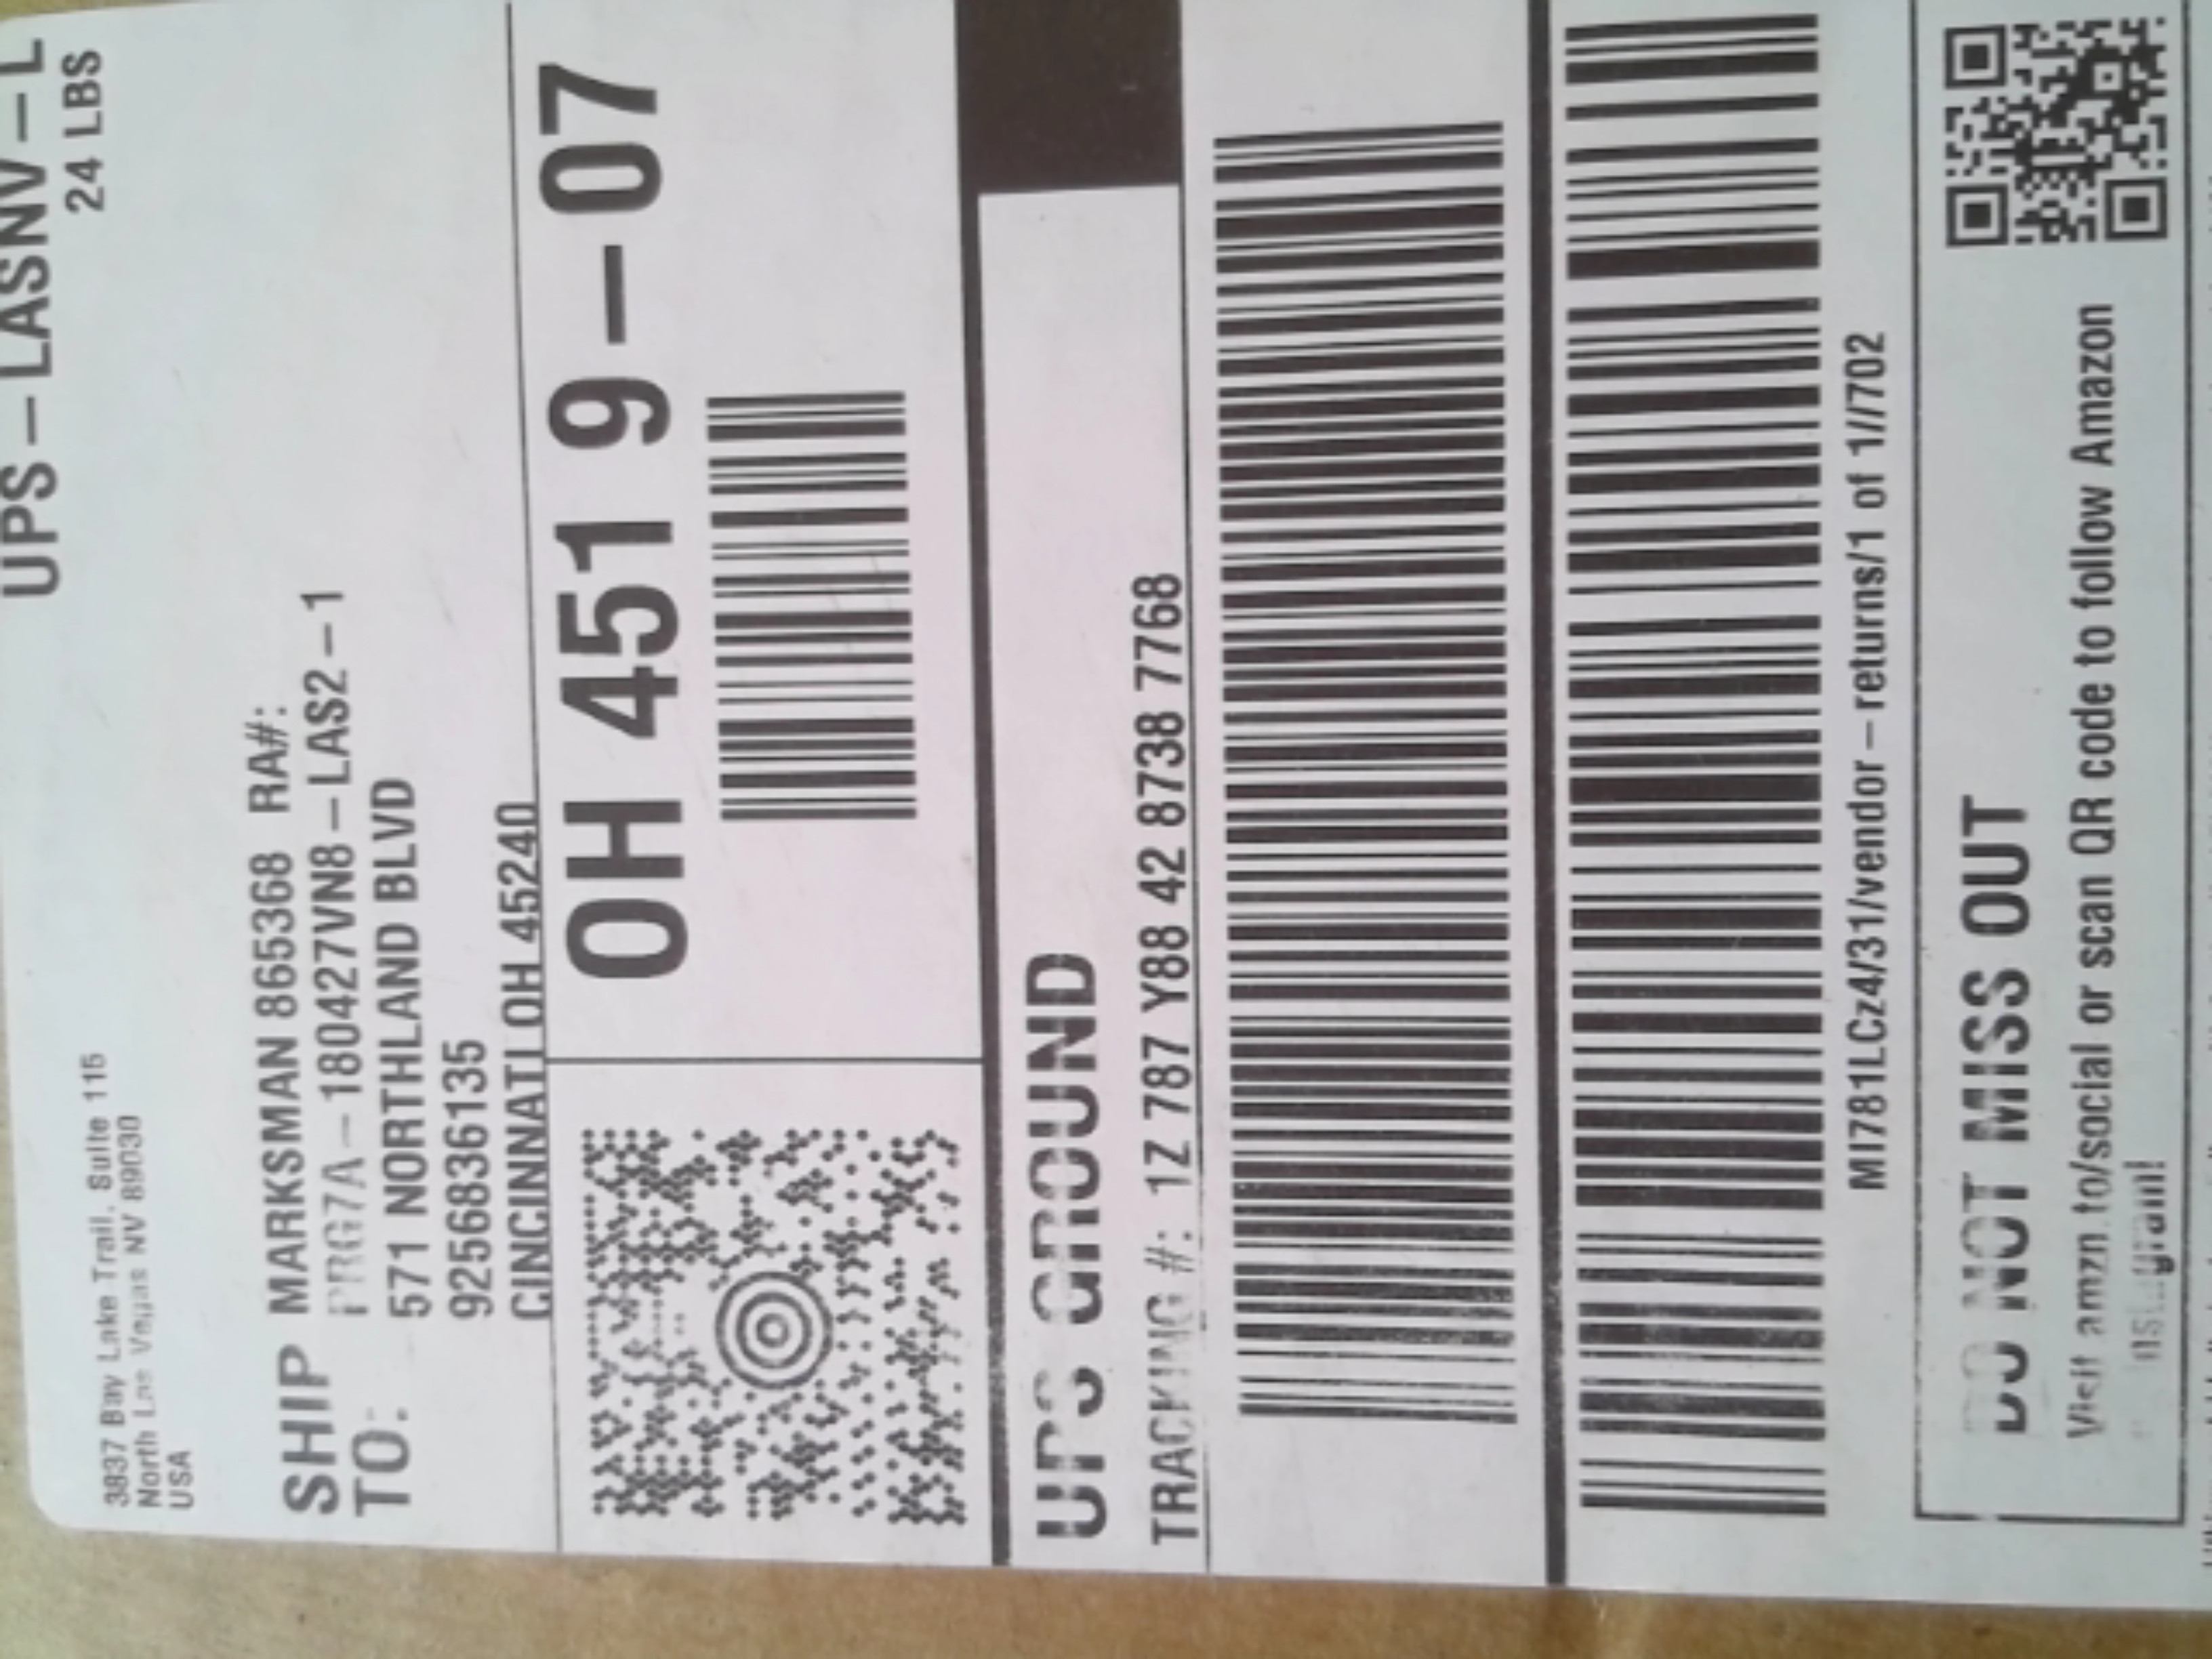 UPS-LASNV-L
24 LBS
3837 Bay Lake Trail, Suite 115
North Las Vegas NV 89030
USA
SHIP TO:
MARKSMAN 865368 RA#:
PRG7A-180427VN8-LAS2-1
571 NORTHLAND BLVD
9256836135
CINCINNATI OH 45240
OH 451 9-07
UPS GROUND
TRACKING #: 1Z 787 Y88 42 8738 7768
MI781LCz4/31/vendor-returns/1 of 1//702
DO NOT MISS OUT
Visit amzn.to/social or scan QR code to follow Amazon